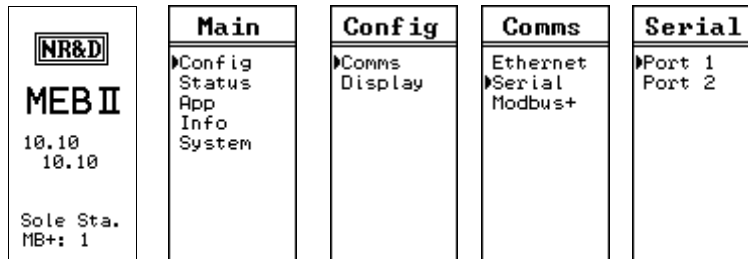 NR&D
MEB II
10.10
10.10
Sole Sta.
MB+: 1
Main
Config
Status
App
Info
System
Config
Comms
Display
Comms
Ethernet
Serial
Modbus+
Serial
Port 1
Port 2